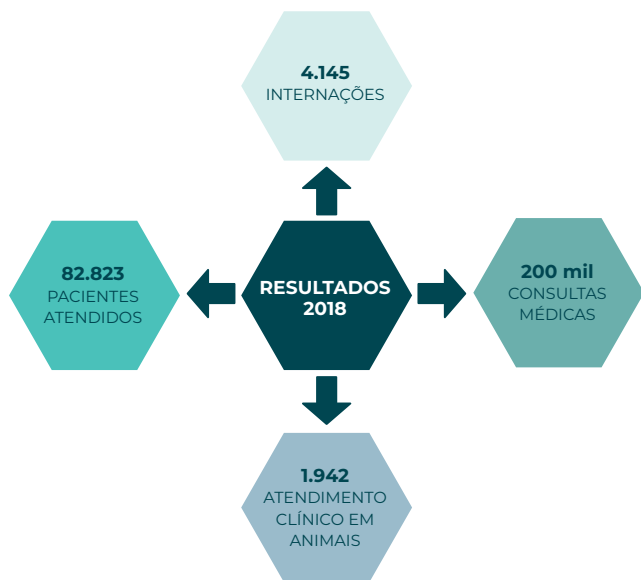 4.145
INTERNAÇÕES
82.823
PACIENTES
ATENDIDOS
RESULTADOS
2018
200 mil
CONSULTAS
MÉDICAS
1.942
ATENDIMENTO
CLÍNICO EM
ANIMAIS